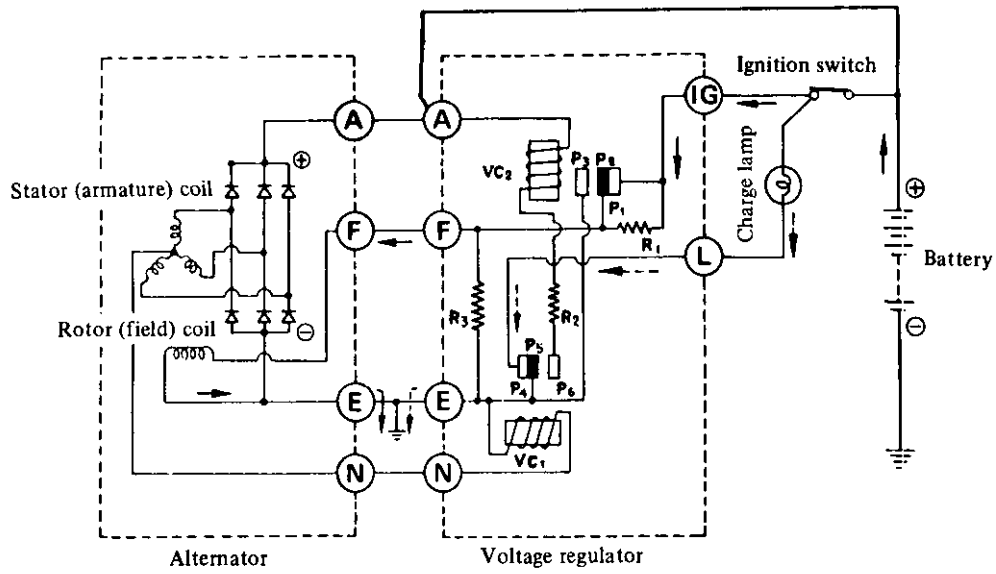 Ignition switch
IG
A
A
Charge lamp
⊕
P3
P2
VC2
Stator (armature) coil
P1
⊕
F
F
R1
L
Battery
R3
R2
Rotor (field) coil
⊖
P5
⊖
P4
P6
E
E
VC1
N
N
Alternator
Voltage regulator